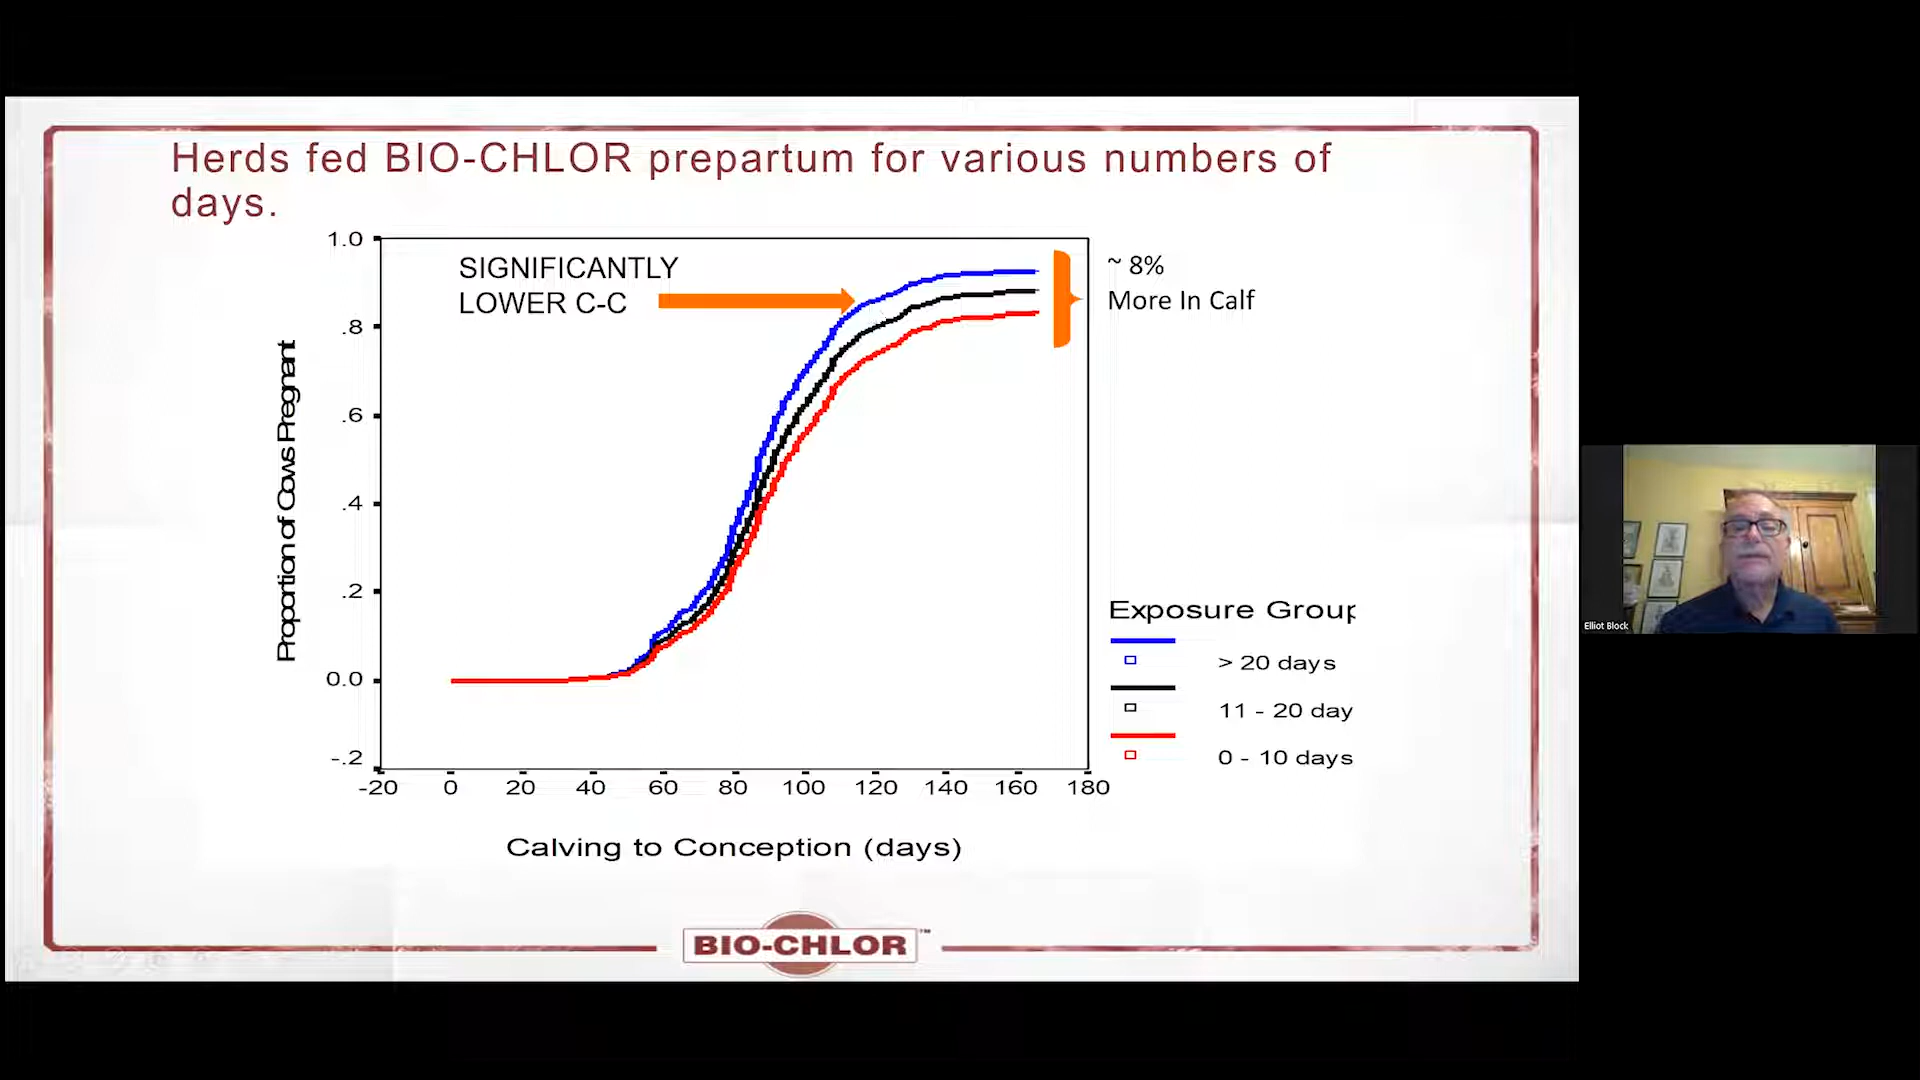 Herds fed BIO-CHLOR prepartum for various numbers of
days.
1.0
.8
.6
.4
.2
0.0
-.2
Proportion of Cows Pregnant
SIGNIFICANTLY
LOWER C-C
~ 8%
More In Calf
-20 0 20 40 60 80 100 120 140 160 180
Calving to Conception (days)
Exposure Group
> 20 days
11 - 20 day
0 - 10 days
BIO-CHLOR™
Elliot Block